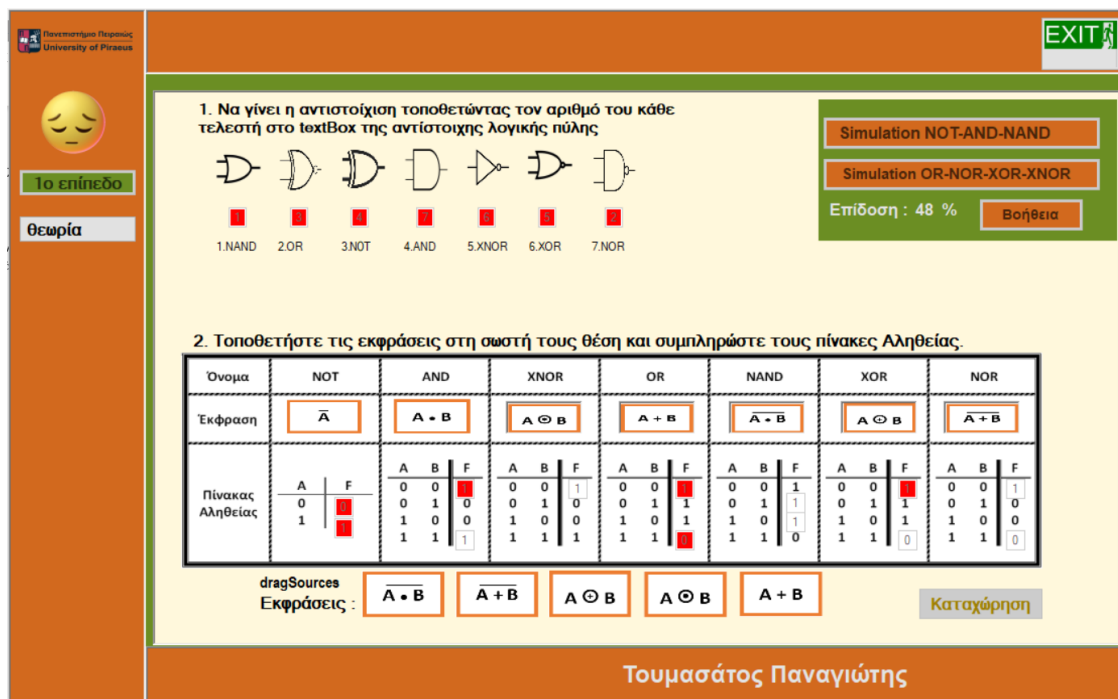 Πανεπιστήμιο Πειραιώς
University of Piraeus
EXIT
1ο επίπεδο
θεωρία
1. Να γίνει η αντιστοίχιση τοποθετώντας τον αριθμό του κάθε
τελεστή στο textBox της αντίστοιχης λογικής πύλης
1 3 4 7 6 5 2
1.NAND 2.OR 3.NOT 4.AND 5.XNOR 6.XOR 7.NOR
Simulation NOT-AND-NAND
Simulation OR-NOR-XOR-XNOR
Επίδοση : 48 %
Βοήθεια
2. Τοποθετήστε τις εκφράσεις στη σωστή τους θέση και συμπληρώστε τους πίνακες Αληθείας.
Όνομα NOT AND XNOR OR NAND XOR NOR
Έκφραση A̅ A • B A ⊙ B A + B A̅ ̅•̅ ̅B̅ A ⊙ B A̅ ̅+̅ ̅B̅
Πίνακας
Αληθείας
A F
0 0
1 1
A B F
0 0 1
0 1 0
1 0 0
1 1 1
A B F
0 0 1
0 1 0
1 0 0
1 1 1
A B F
0 0 1
0 1 1
1 0 1
1 1 0
A B F
0 0 1
0 1 1
1 0 1
1 1 0
A B F
0 0 1
0 1 1
1 0 1
1 1 0
A B F
0 0 1
0 1 0
1 0 0
1 1 0
dragSources
Εκφράσεις :
A̅ ̅•̅ ̅B̅ A̅ ̅+̅ ̅B̅ A ⊕ B A ⊙ B A + B
Καταχώρηση
Τουμασάτος Παναγιώτης